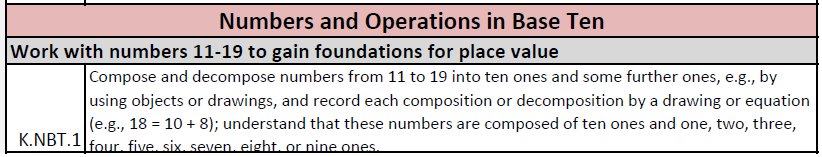 Numbers and Operations in Base Ten
Work with numbers 11-19 to gain foundations for place value
Compose and decompose numbers from 11 to 19 into ten ones and some further ones, e.g., by
using objects or drawings, and record each composition or decomposition by a drawing or equation
(e.g., 18 = 10 + 8); understand that these numbers are composed of ten ones and one, two, three,
K.NBT.1 four, five, six, seven, eight, or nine ones.